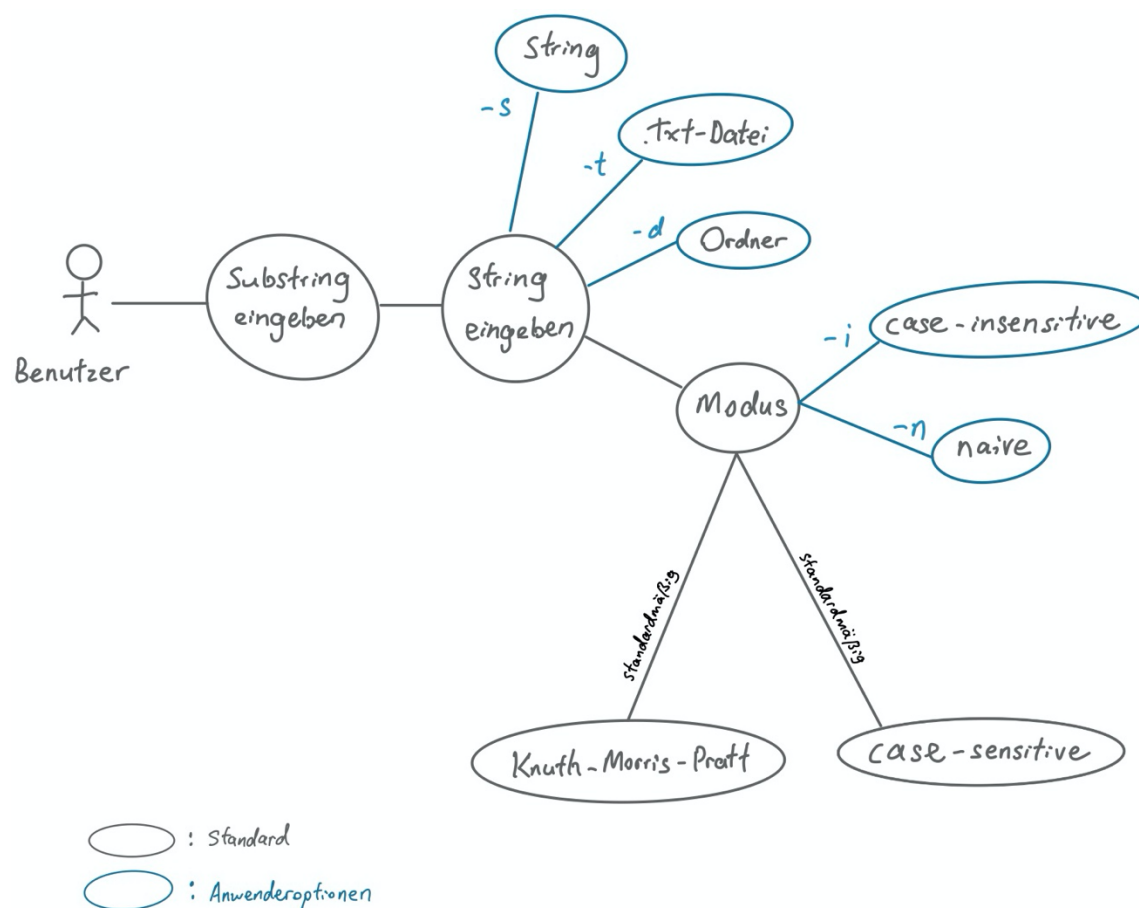 String
-s
.Txt-Datei
-t
-d
Ordner
Substring
eingeben
String
eingeben
Benutzer
case-insensitive
-i
Modus
-n
naive
standardmäßig
standardmäßig
Knuth-Morris-Pratt
case-sensitive
: Standard
: Anwenderoptionen